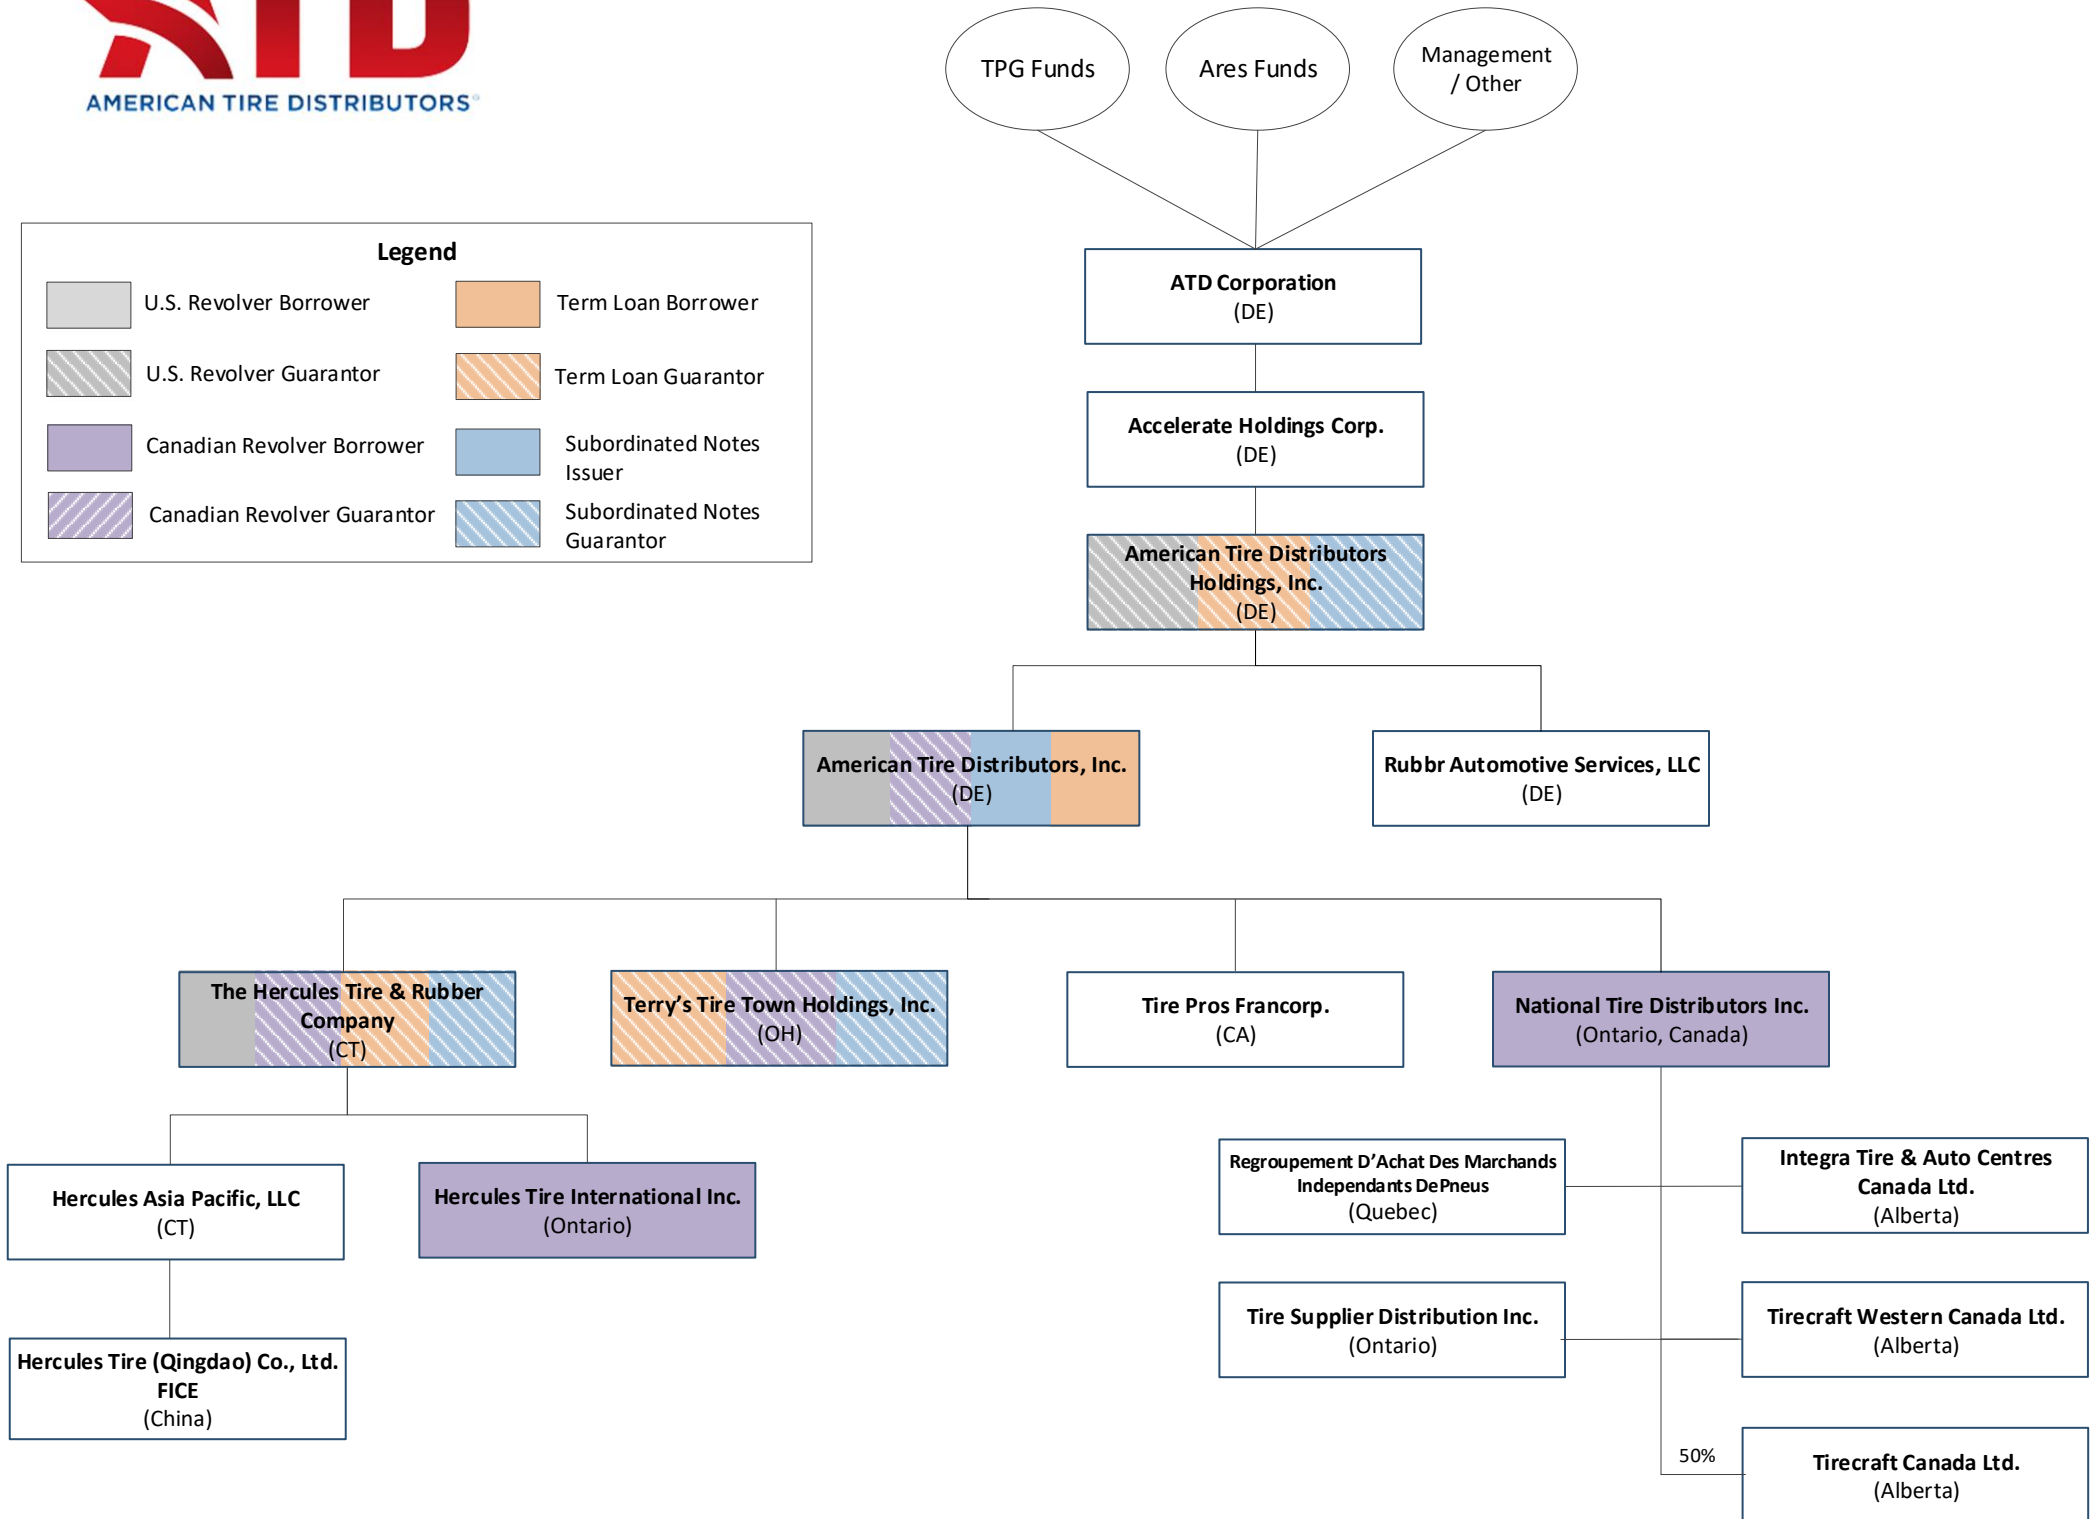 ATD
AMERICAN TIRE DISTRIBUTORS®
TPG Funds
Ares Funds
Management
/ Other
Legend
U.S. Revolver Borrower
Term Loan Borrower
U.S. Revolver Guarantor
Term Loan Guarantor
Canadian Revolver Borrower
Subordinated Notes
Issuer
Canadian Revolver Guarantor
Subordinated Notes
Guarantor
ATD Corporation
(DE)
Accelerate Holdings Corp.
(DE)
American Tire Distributors
Holdings, Inc.
(DE)
American Tire Distributors, Inc.
(DE)
Rubbr Automotive Services, LLC
(DE)
The Hercules Tire & Rubber
Company
(CT)
Terry's Tire Town Holdings, Inc.
(OH)
Tire Pros Francorp.
(CA)
National Tire Distributors Inc.
(Ontario, Canada)
Hercules Asia Pacific, LLC
(CT)
Hercules Tire International Inc.
(Ontario)
Regroupement D'Achat Des Marchands
Independants DePneus
(Quebec)
Integra Tire & Auto Centres
Canada Ltd.
(Alberta)
Hercules Tire (Qingdao) Co., Ltd.
FICE
(China)
Tire Supplier Distribution Inc.
(Ontario)
Tirecraft Western Canada Ltd.
(Alberta)
50%
Tirecraft Canada Ltd.
(Alberta)